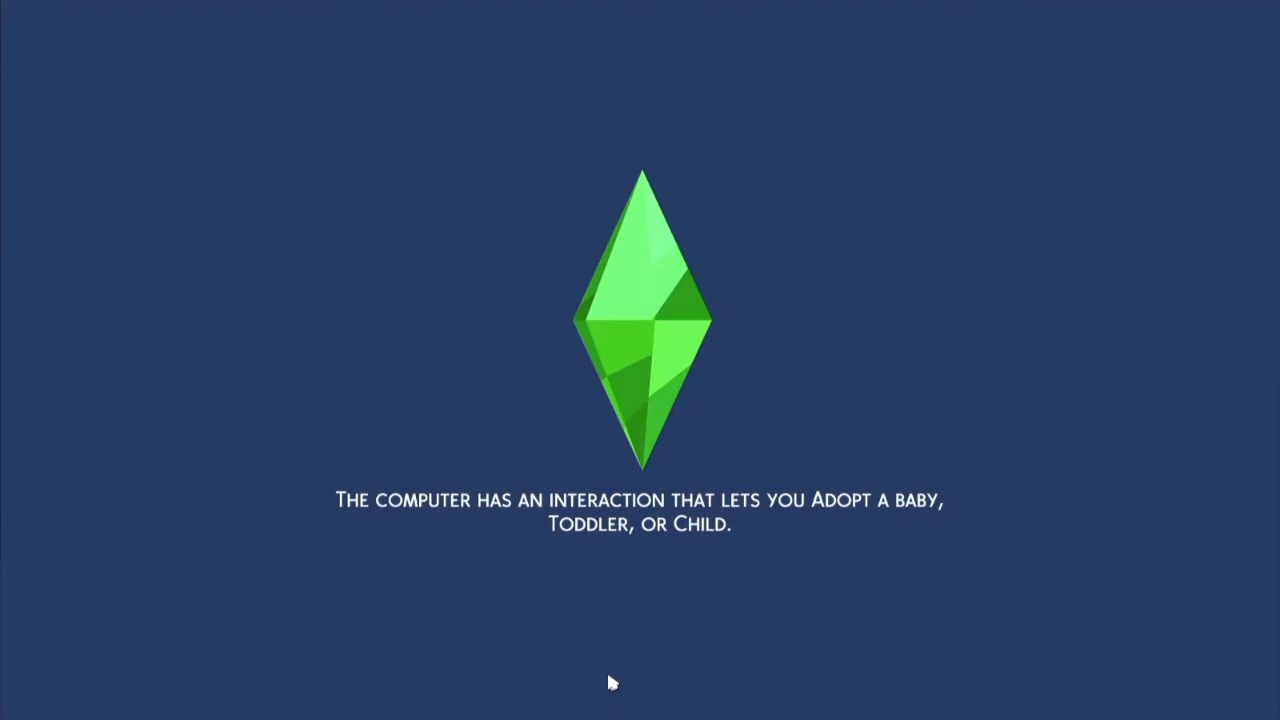 The computer has an interaction that lets you Adopt a baby,
Toddler, or Child.